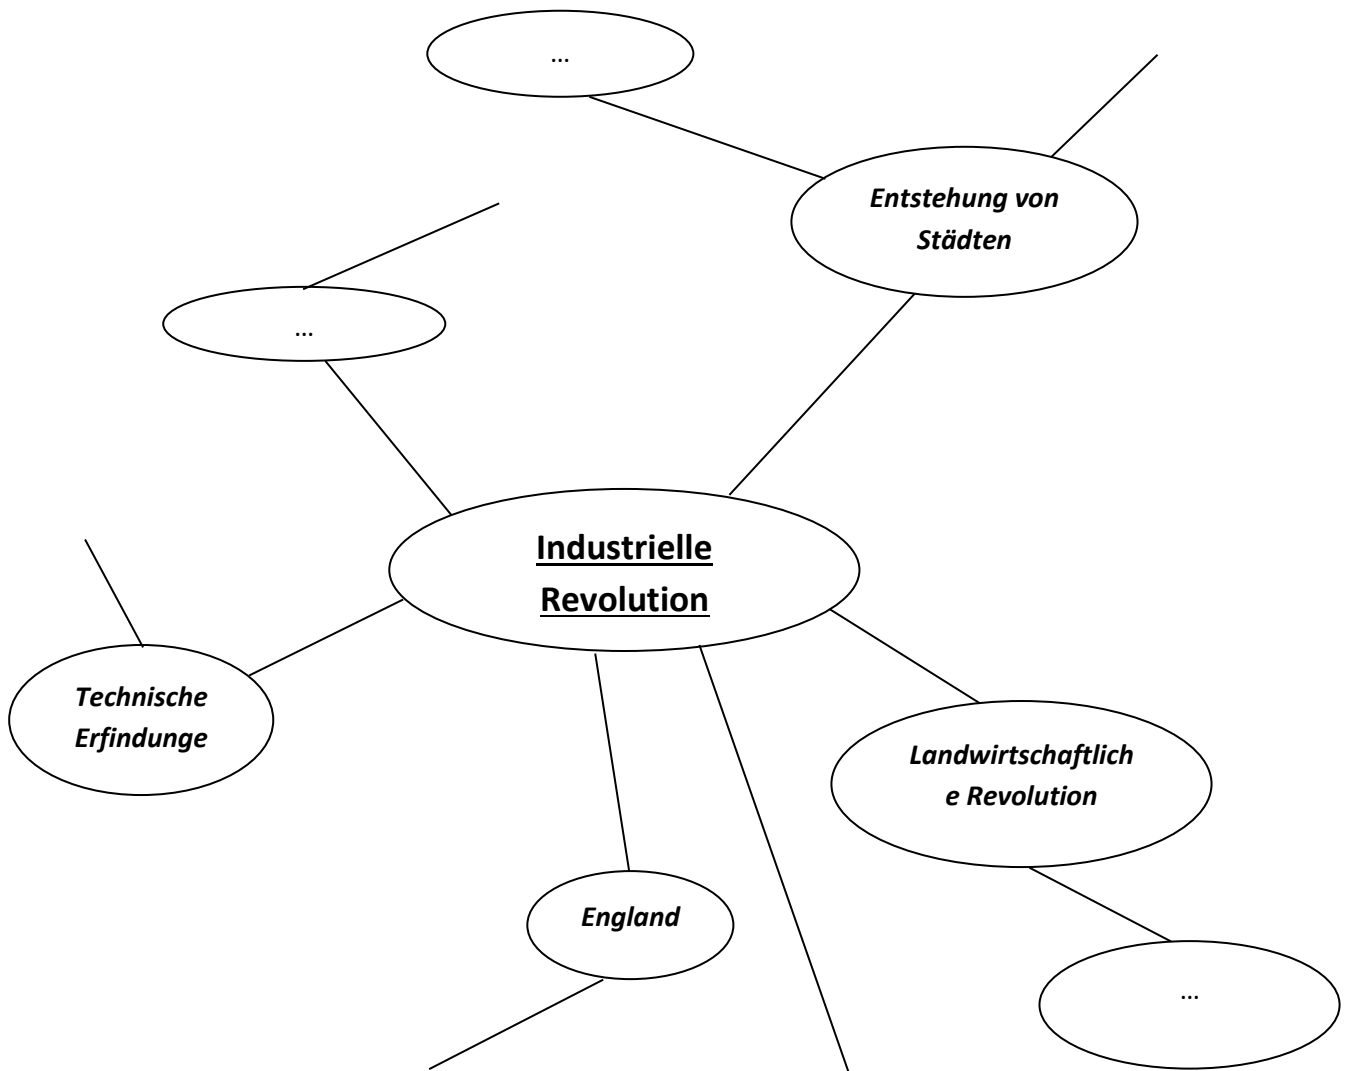 ...
Entstehung von
Städten
...
Industrielle
Revolution
Technische
Erfindunge
Landwirtschaftlich
e Revolution
England
...